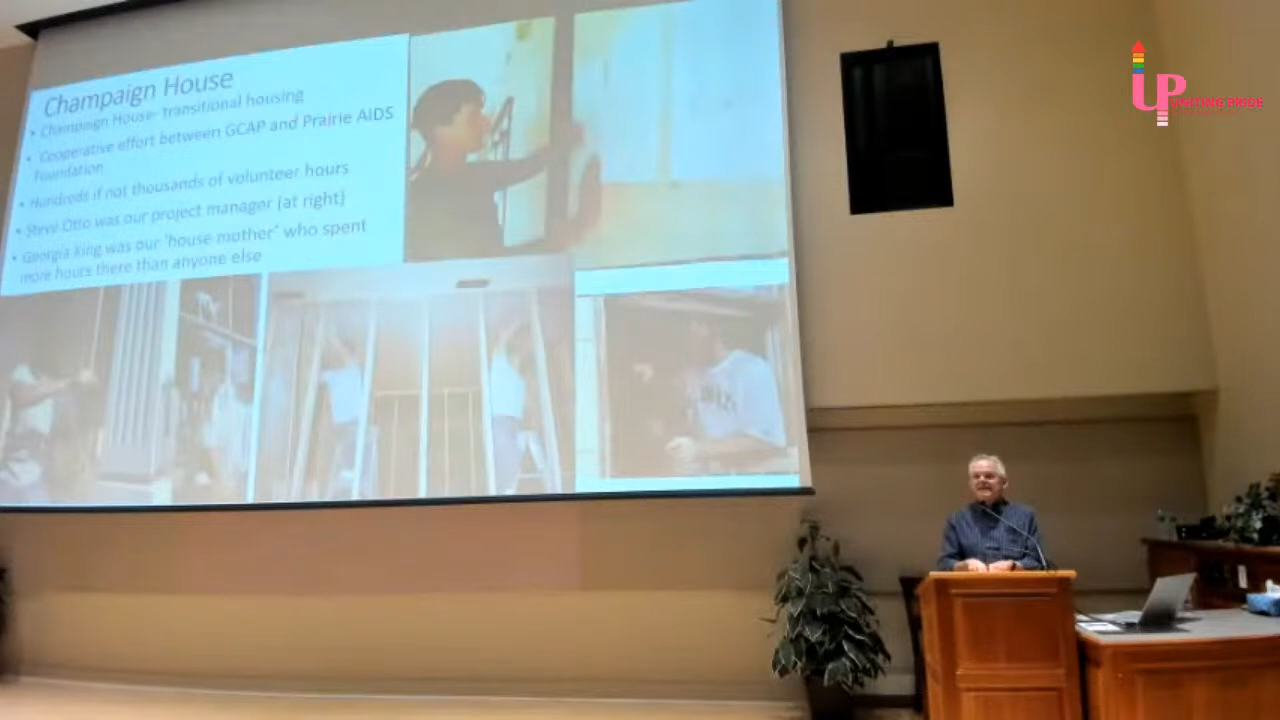 Champaign House
• Champaign House- transitional housing
• Cooperative effort between GCAP and Prairie AIDS
Foundation
• Hundreds if not thousands of volunteer hours
• Steve Otto was our project manager (at right)
• Georgia King was our 'house mother' who spent
more hours there than anyone else
UP
UNITING PRIDE